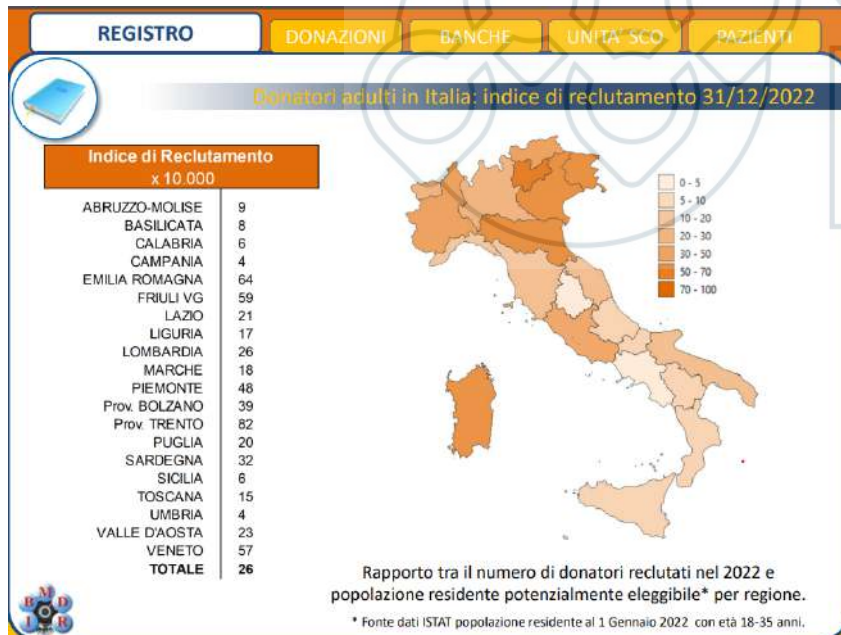 REGISTRO
DONAZIONI
BANCHE
UNITA' SCO
PAZIENTI
Donatori adulti in Italia: indice di reclutamento 31/12/2022
Indice di Reclutamento
x 10.000
ABRUZZO-MOLISE 9
BASILICATA 8
CALABRIA 6
CAMPANIA 4
EMILIA ROMAGNA 64
FRIULI VG 59
LAZIO 21
LIGURIA 17
LOMBARDIA 26
MARCHE 18
PIEMONTE 48
Prov. BOLZANO 39
Prov. TRENTO 82
PUGLIA 20
SARDEGNA 32
SICILIA 6
TOSCANA 15
UMBRIA 4
VALLE D'AOSTA 23
VENETO 57
TOTALE 26
0 - 5
5 - 10
10 - 20
20 - 30
30 - 50
50 - 70
70 - 100
Rapporto tra il numero di donatori reclutati nel 2022 e
popolazione residente potenzialmente eleggibile* per regione.
* Fonte dati ISTAT popolazione residente al 1 Gennaio 2022 con età 18-35 anni.
I B M D R